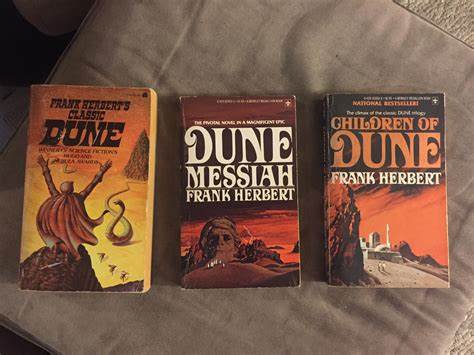 FRANK HERBERT'S
CLASSIC
DUNE
WINNER OF SCIENCE FICTION'S
HUGO AND
NEBULA AWARDS
THE PIVOTAL NOVEL IN A MAGNIFICENT EPIC
DUNE
MESSIAH
FRANK HERBERT
NATIONAL BESTSELLER!
The climax of the classic DUNE trilogy
CHILDREN OF
DUNE
FRANK HERBERT